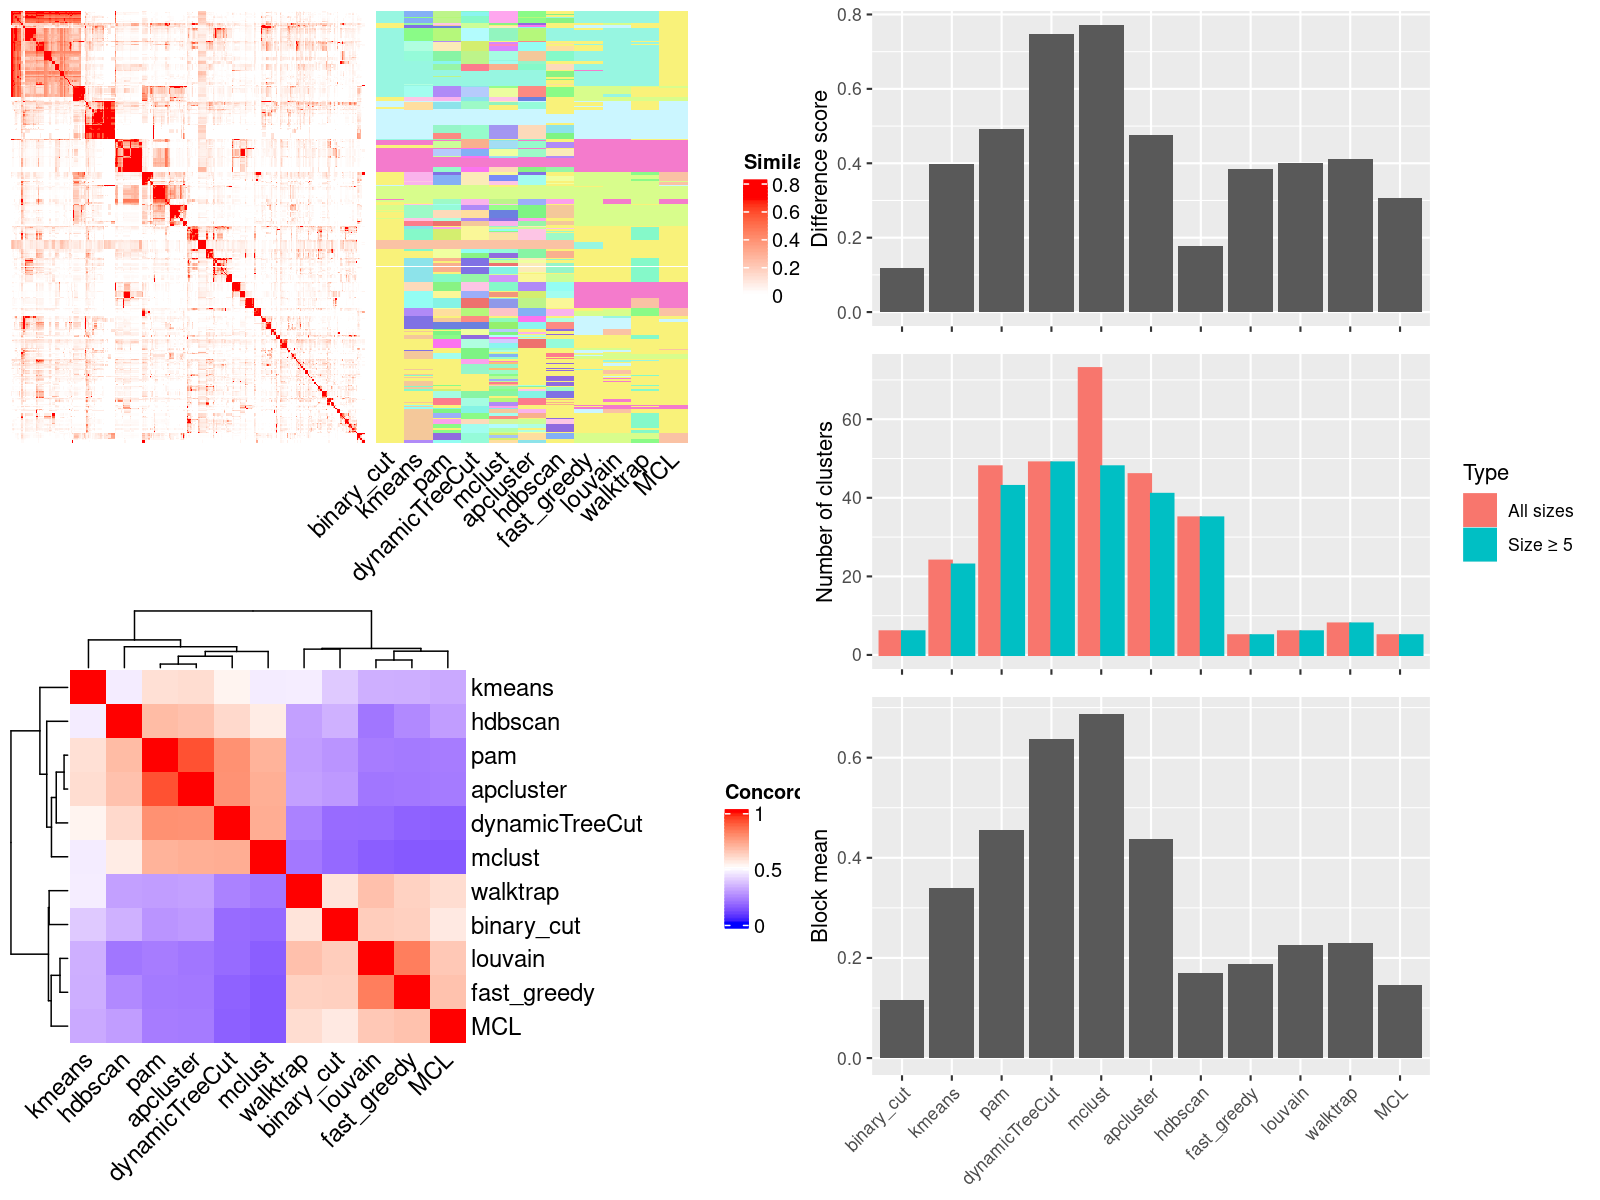 Simila
0.8
0.6
0.4
0.2
0
binary_cut
kmeans
pam
dynamicTreeCut
mclust
apcluster
hdbscan
fast_greedy
louvain
walktrap
MCL
kmeans
hdbscan
pam
apcluster
dynamicTreeCut
mclust
walktrap
binary_cut
louvain
fast_greedy
MCL
kmeans
hdbscan
pam
apcluster
dynamicTreeCut
mclust
walktrap
binary_cut
louvain
fast_greedy
MCL
Concord
1
0.5
0
Difference score
0.8
0.6
0.4
0.2
0.0
Number of clusters
60
40
20
0
Type
All sizes
Size ≥ 5
Block mean
0.6
0.4
0.2
0.0
binary_cut
kmeans
pam
dynamicTreeCut
mclust
apcluster
hdbscan
fast_greedy
louvain
walktrap
MCL